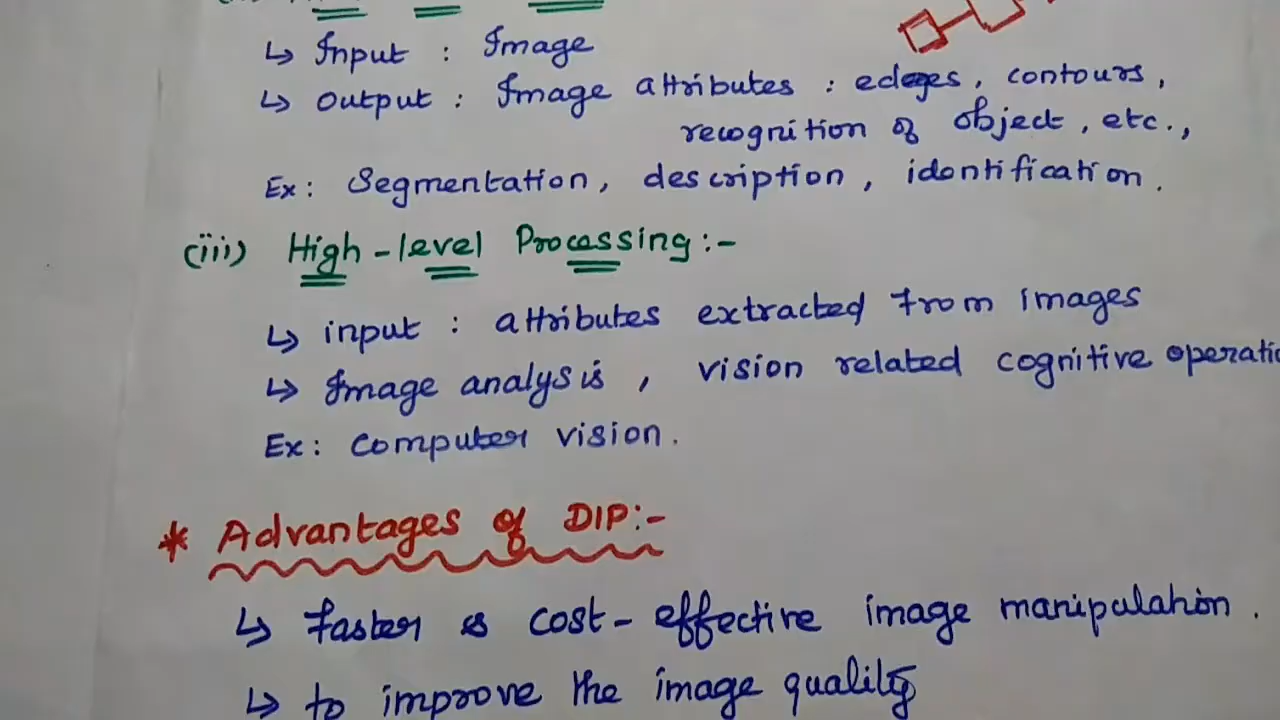 ↳ Input : Image
↳ Output : Image attributes : edeges, contours,
recognition of object, etc.,
Ex: Segmentation, description, identification.
(iii) High-level Processing:-
↳ input : attributes extracted from images
↳ Image analysis, vision related cognitive operatio
Ex: Computer vision.
* Advantages of DIP:-
↳ faster & cost-effective image manipulation.
↳ to improve the image quality